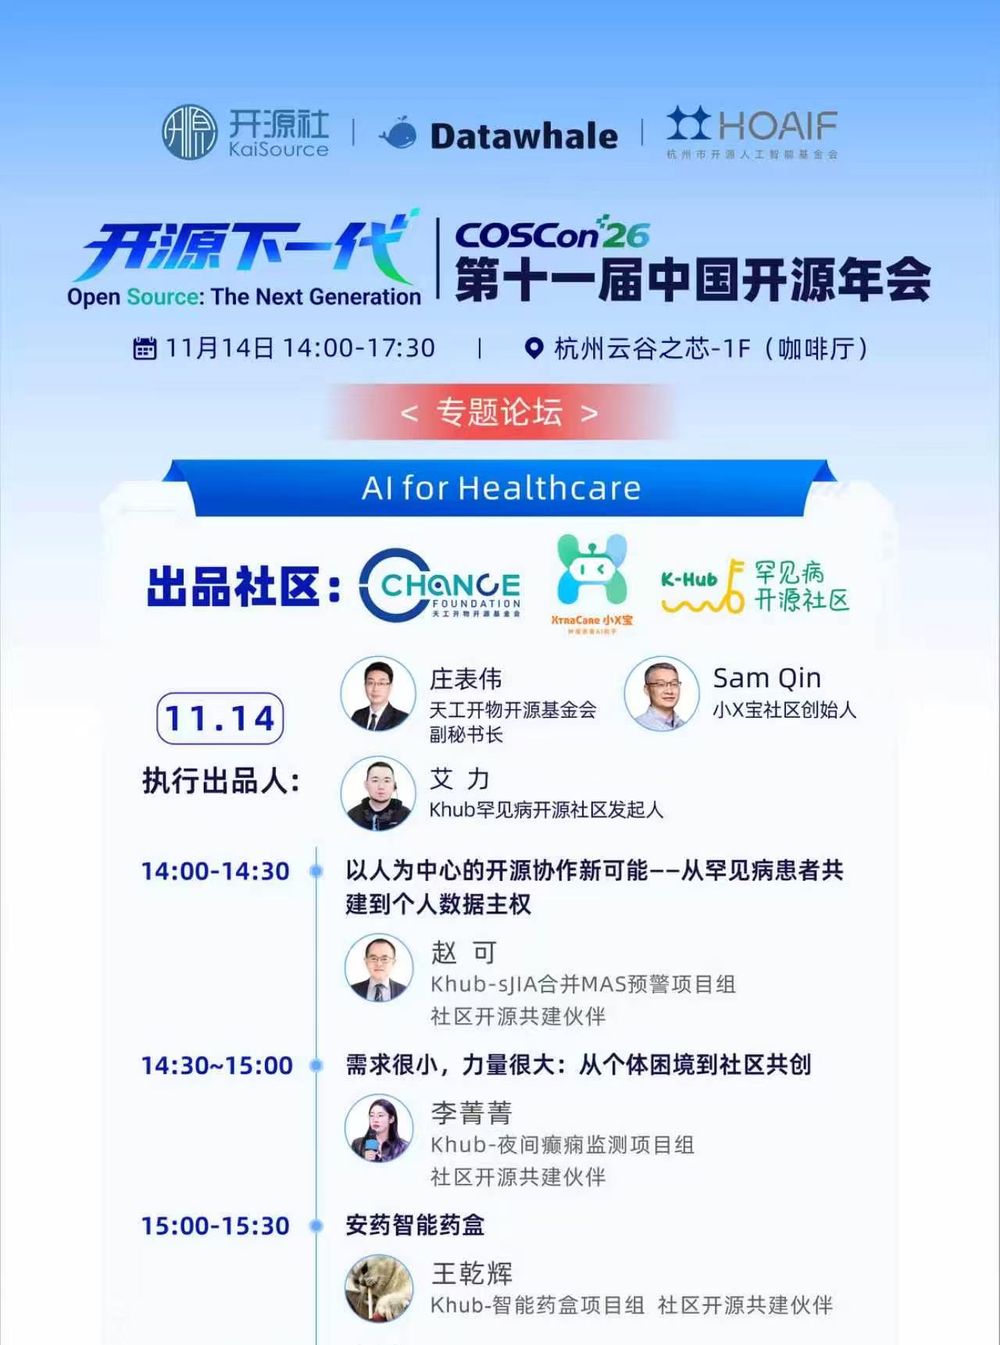 开源社
KaiSource
Datawhale
HOAIF
杭州市开源人工智能基金会
开源下一代
Open Source: The Next Generation
COSCon'26
第十一届中国开源年会
11月14日 14:00-17:30
杭州云谷之芯-1F（咖啡厅）
< 专题论坛 >
AI for Healthcare
出品社区：
CHANCE
FOUNDATION
天工开物开源基金会
XTRACARE 小X宝
肿瘤患者AI助手
K-Hub
罕见病
开源社区
11.14
执行出品人：
庄表伟
天工开物开源基金会
副秘书长
Sam Qin
小X宝社区创始人
艾 力
Khub罕见病开源社区发起人
14:00-14:30
以人为中心的开源协作新可能——从罕见病患者共
建到个人数据主权
赵 可
Khub-sJIA合并MAS预警项目组
社区开源共建伙伴
14:30~15:00
需求很小，力量很大：从个体困境到社区共创
李菁菁
Khub-夜间癫痫监测项目组
社区开源共建伙伴
15:00-15:30
安药智能药盒
王乾辉
Khub-智能药盒项目组 社区开源共建伙伴